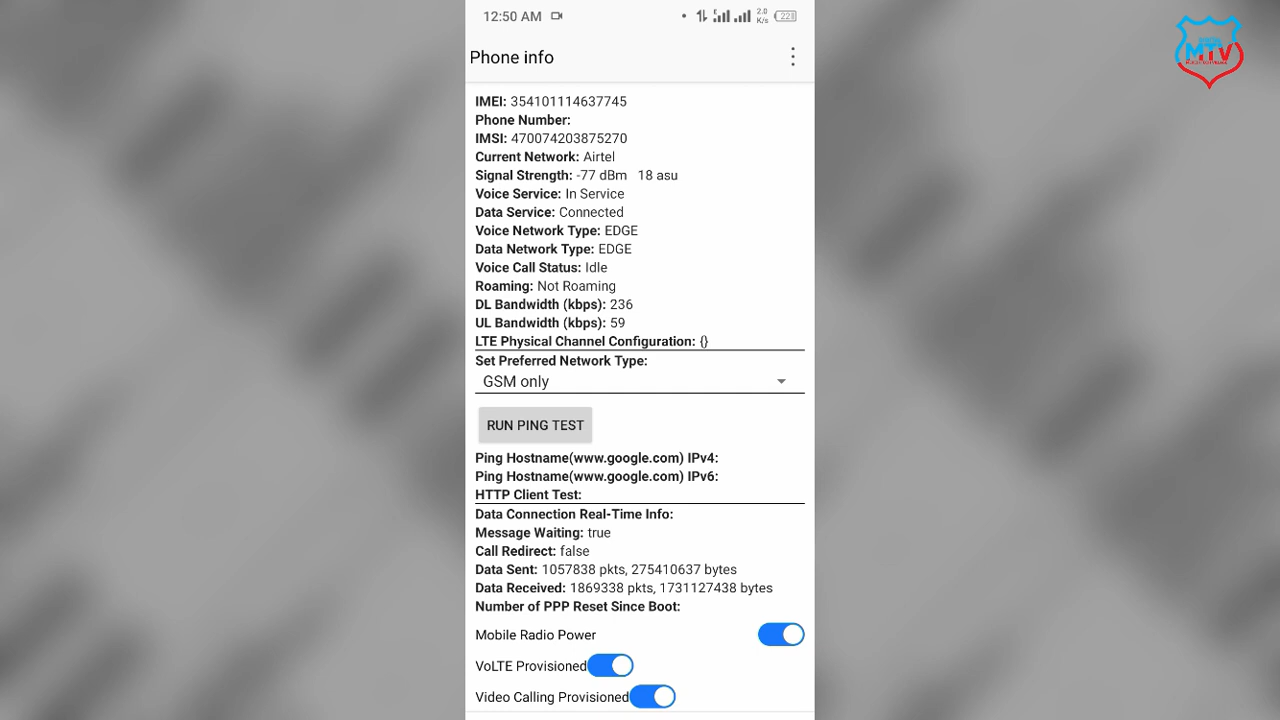 12:50 AM
2.0
K/s
Phone info
MTV
IMEI: 354101114637745
Phone Number:
IMSI: 470074203875270
Current Network: Airtel
Signal Strength: -77 dBm 18 asu
Voice Service: In Service
Data Service: Connected
Voice Network Type: EDGE
Data Network Type: EDGE
Voice Call Status: Idle
Roaming: Not Roaming
DL Bandwidth (kbps): 236
UL Bandwidth (kbps): 59
LTE Physical Channel Configuration: {}
Set Preferred Network Type:
GSM only
RUN PING TEST
Ping Hostname(www.google.com) IPv4:
Ping Hostname(www.google.com) IPv6:
HTTP Client Test:
Data Connection Real-Time Info:
Message Waiting: true
Call Redirect: false
Data Sent: 1057838 pkts, 275410637 bytes
Data Received: 1869338 pkts, 1731127438 bytes
Number of PPP Reset Since Boot:
Mobile Radio Power
VoLTE Provisioned
Video Calling Provisioned